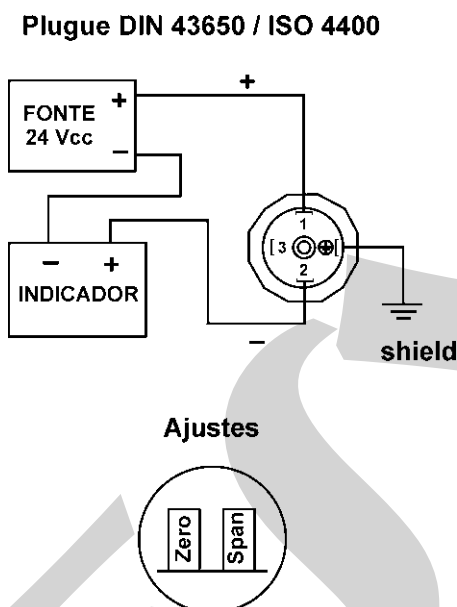 Plugue DIN 43650 / ISO 4400
+
FONTE
24 Vcc
+
−
−
+
INDICADOR
1
[ 3
[
2
−
shield
Ajustes
Zero
Span